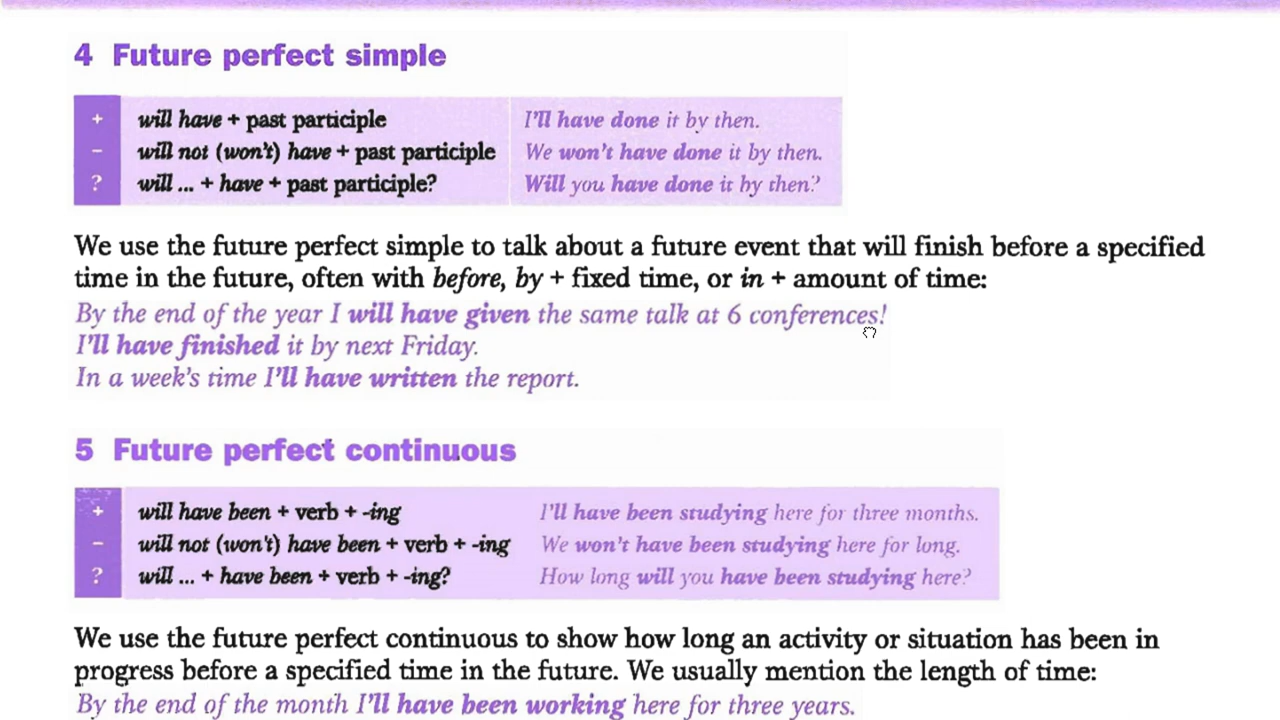 4 Future perfect simple
+ will have + past participle I'll have done it by then.
– will not (won't) have + past participle We won't have done it by then.
? will ... + have + past participle? Will you have done it by then?
We use the future perfect simple to talk about a future event that will finish before a specified
time in the future, often with before, by + fixed time, or in + amount of time:
By the end of the year I will have given the same talk at 6 conferences!
I'll have finished it by next Friday.
In a week's time I'll have written the report.
5 Future perfect continuous
+ will have been + verb + -ing I'll have been studying here for three months.
– will not (won't) have been + verb + -ing We won't have been studying here for long.
? will ... + have been + verb + -ing? How long will you have been studying here?
We use the future perfect continuous to show how long an activity or situation has been in
progress before a specified time in the future. We usually mention the length of time:
By the end of the month I'll have been working here for three years.